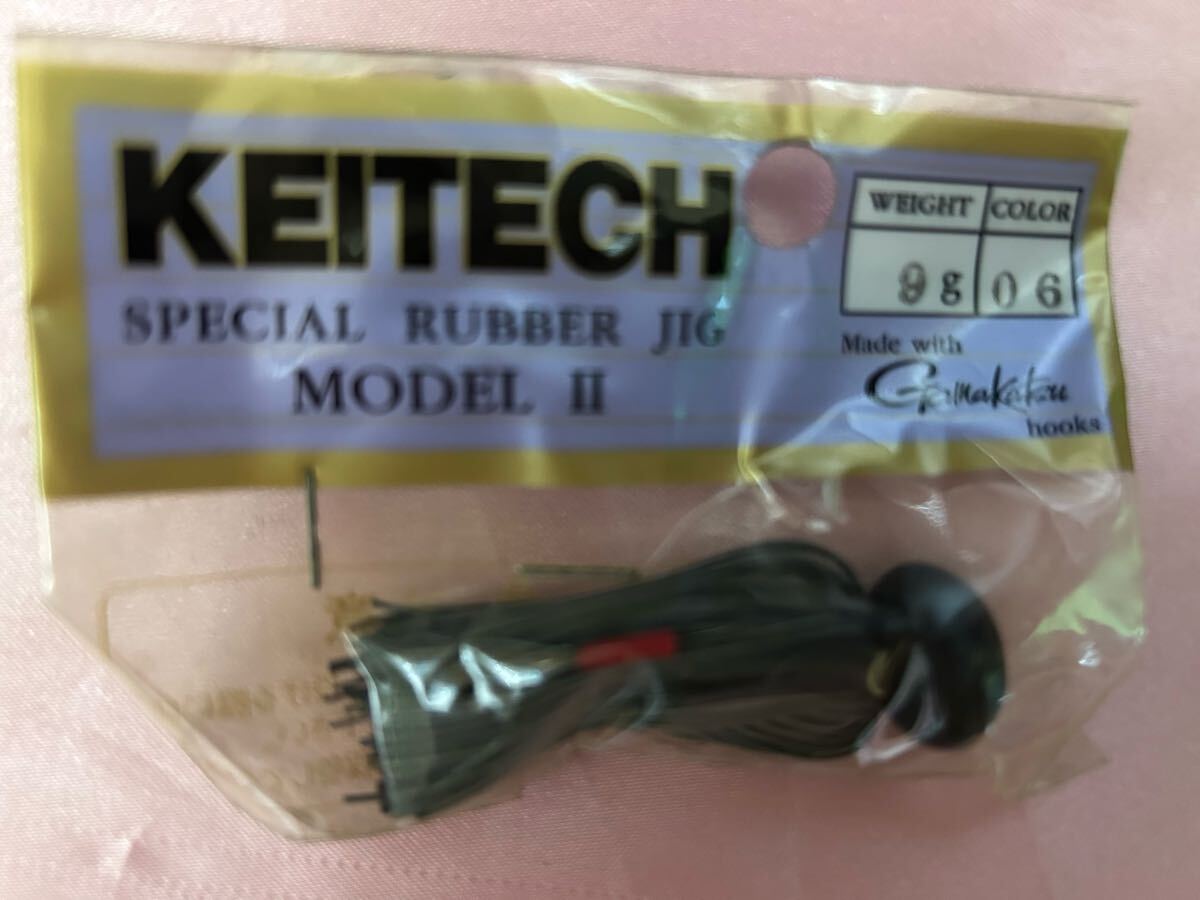 KEITECH
SPECIAL RUBBER JIG
MODEL II
WEIGHT COLOR
9g 06
Made with
Gamakatsu
hooks